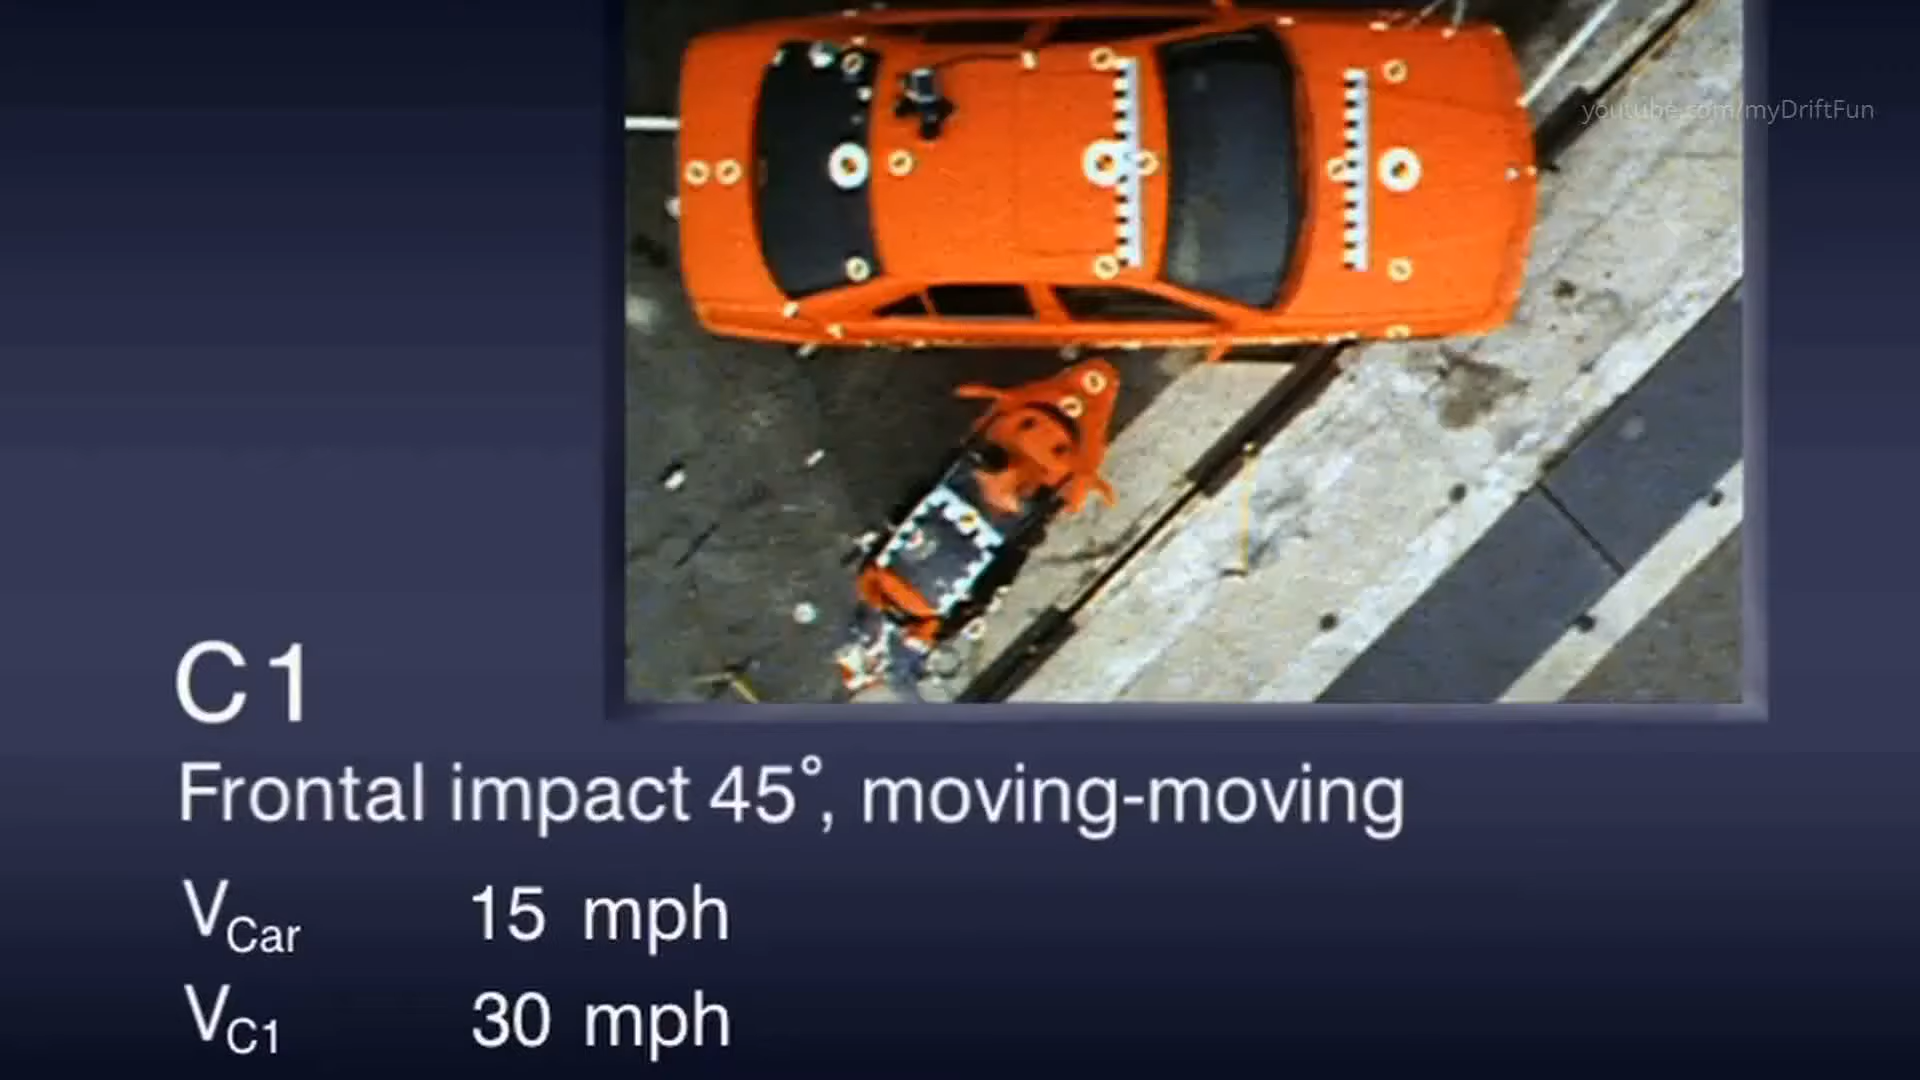 youtube.com/myDriftFun
C1
Frontal impact 45°, moving-moving
VCar 15 mph
VC1 30 mph